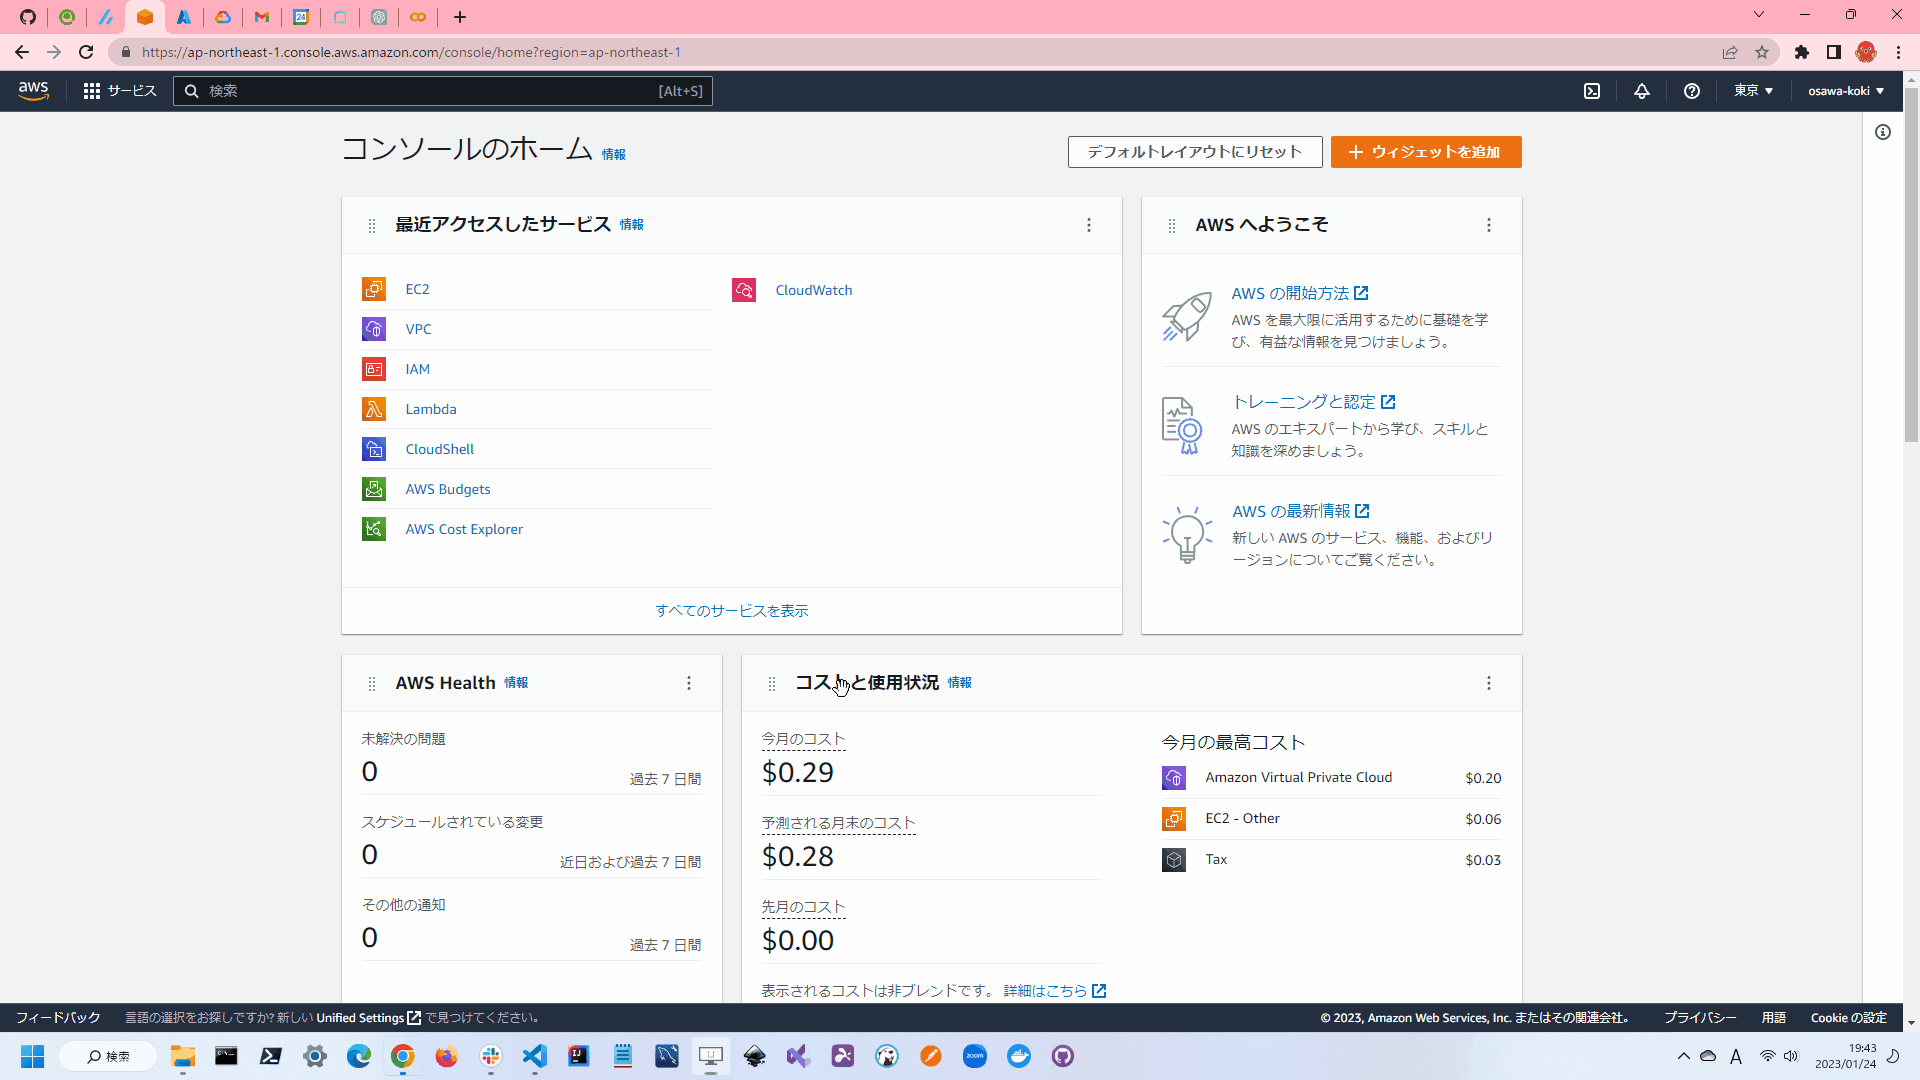 24
https://ap-northeast-1.console.aws.amazon.com/console/home?region=ap-northeast-1
aws
サービス
検索
[Alt+S]
東京
osawa-koki
コンソールのホーム 情報
デフォルトレイアウトにリセット
ウィジェットを追加
最近アクセスしたサービス 情報
EC2
VPC
IAM
Lambda
CloudShell
AWS Budgets
AWS Cost Explorer
CloudWatch
すべてのサービスを表示
AWS へようこそ
AWS の開始方法
AWS を最大限に活用するために基礎を学
び、有益な情報を見つけましょう。
トレーニングと認定
AWS のエキスパートから学び、スキルと
知識を深めましょう。
AWS の最新情報
新しい AWS のサービス、機能、およびリ
ージョンについてご覧ください。
AWS Health 情報
未解決の問題
0
過去 7 日間
スケジュールされている変更
0
近日および過去 7 日間
その他の通知
0
過去 7 日間
コストと使用状況 情報
今月のコスト
$0.29
予測される月末のコスト
$0.28
先月のコスト
$0.00
表示されるコストは非ブレンドです。 詳細はこちら
今月の最高コスト
Amazon Virtual Private Cloud $0.20
EC2 - Other $0.06
Tax $0.03
フィードバック
言語の選択をお探しですか? 新しい Unified Settings で見つけてください。
© 2023, Amazon Web Services, Inc. またはその関連会社。
プライバシー
用語
Cookie の設定
検索
zoom
A
19:43
2023/01/24